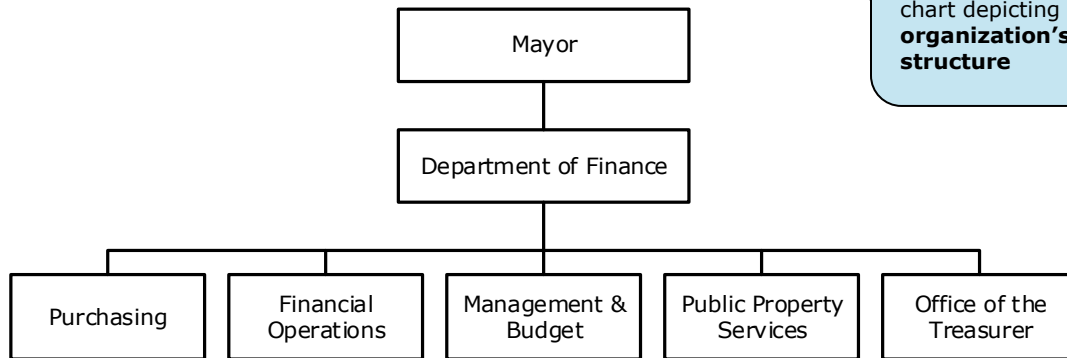 chart depicting
organization's
structure
Mayor
Department of Finance
Purchasing
Financial
Operations
Management &
Budget
Public Property
Services
Office of the
Treasurer